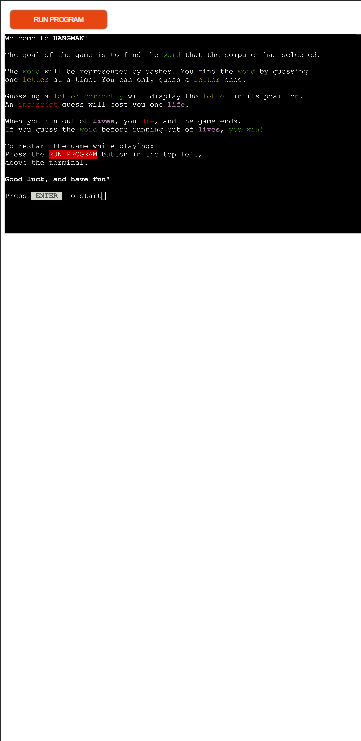 RUN PROGRAM
Welcome to HANGMAN!
The goal of the game is to find the word that the computer has selected.
The word will be represented by dashes. You find the word by guessing
one letter at a time. You can only guess a letter once.
Guessing a letter correctly will display the letter in its position.
An incorrect guess will cost you one life.
When you run out of lives, you die, and the game ends.
If you guess the word before running out of lives, you win!
To restart the game while playing:
Press the RUN PROGRAM button in the top left,
above the terminal.
Good luck, and have fun!
Press ENTER to start